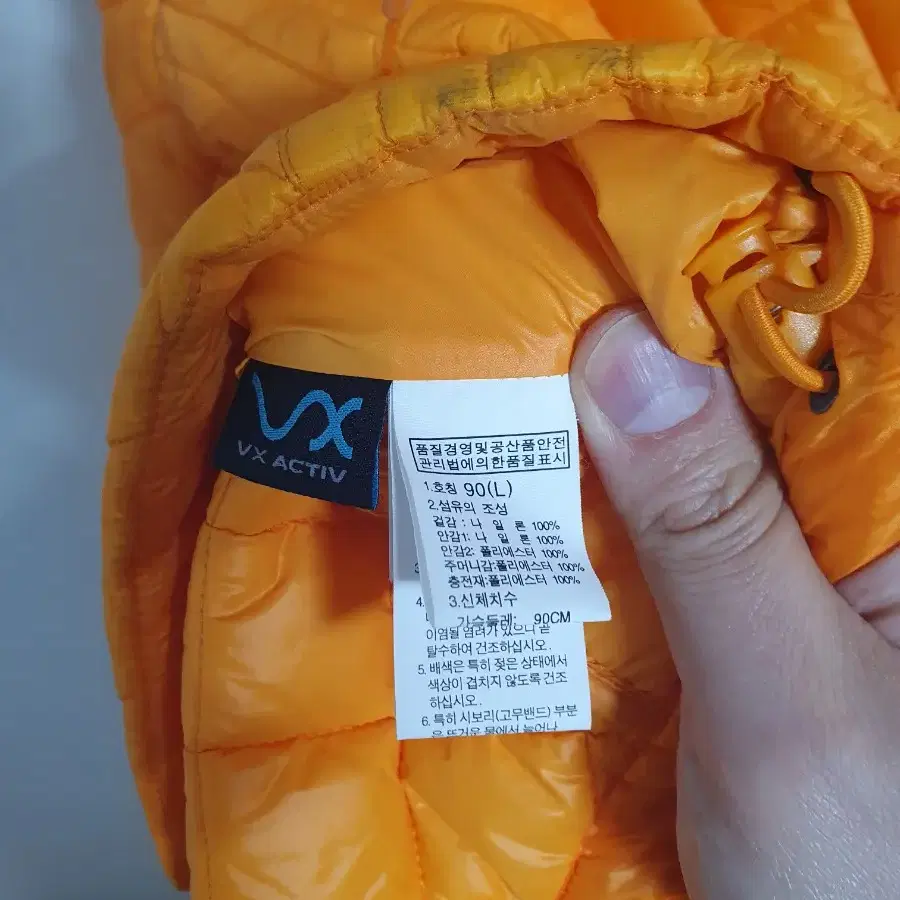 VX
VX ACTIV
품질경영및공산품안전
관리법에의한품질표시
1.호칭 90(L)
2.섬유의 조성
겉감 : 나 일 론 100%
안감1: 나 일 론 100%
안감2: 폴리에스터 100%
주머니감: 폴리에스터 100%
충전재:폴리에스터 100%
3.신체치수
가슴둘레: 90CM
3.
4.
이염될 염려가 있으니 곧
탈수하여 건조하십시오.
5. 배색은 특히 젖은 상태에서
색상이 겹치지 않도록 건조
하십시오.
6. 특히 시보리(고무밴드) 부분
은 뜨거운 물에서 늘어나